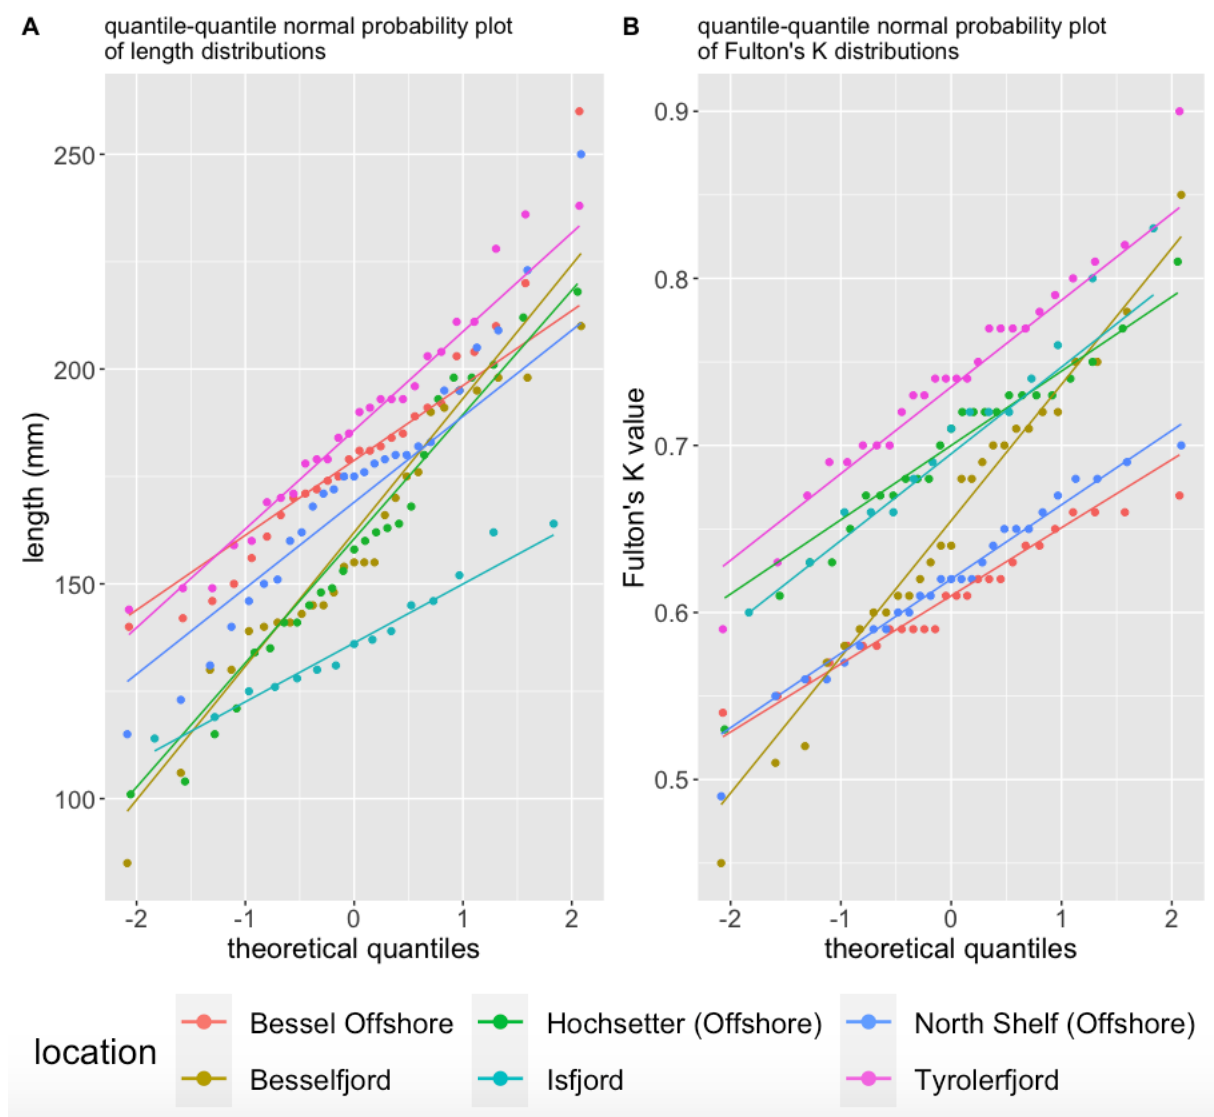 A
quantile-quantile normal probability plot
of length distributions
length (mm)
250
200
150
100
-2
-1
0
1
2
theoretical quantiles
B
quantile-quantile normal probability plot
of Fulton's K distributions
Fulton's K value
0.9
0.8
0.7
0.6
0.5
-2
-1
0
1
2
theoretical quantiles
location
Bessel Offshore
Hochsetter (Offshore)
North Shelf (Offshore)
Besselfjord
Isfjord
Tyrolerfjord